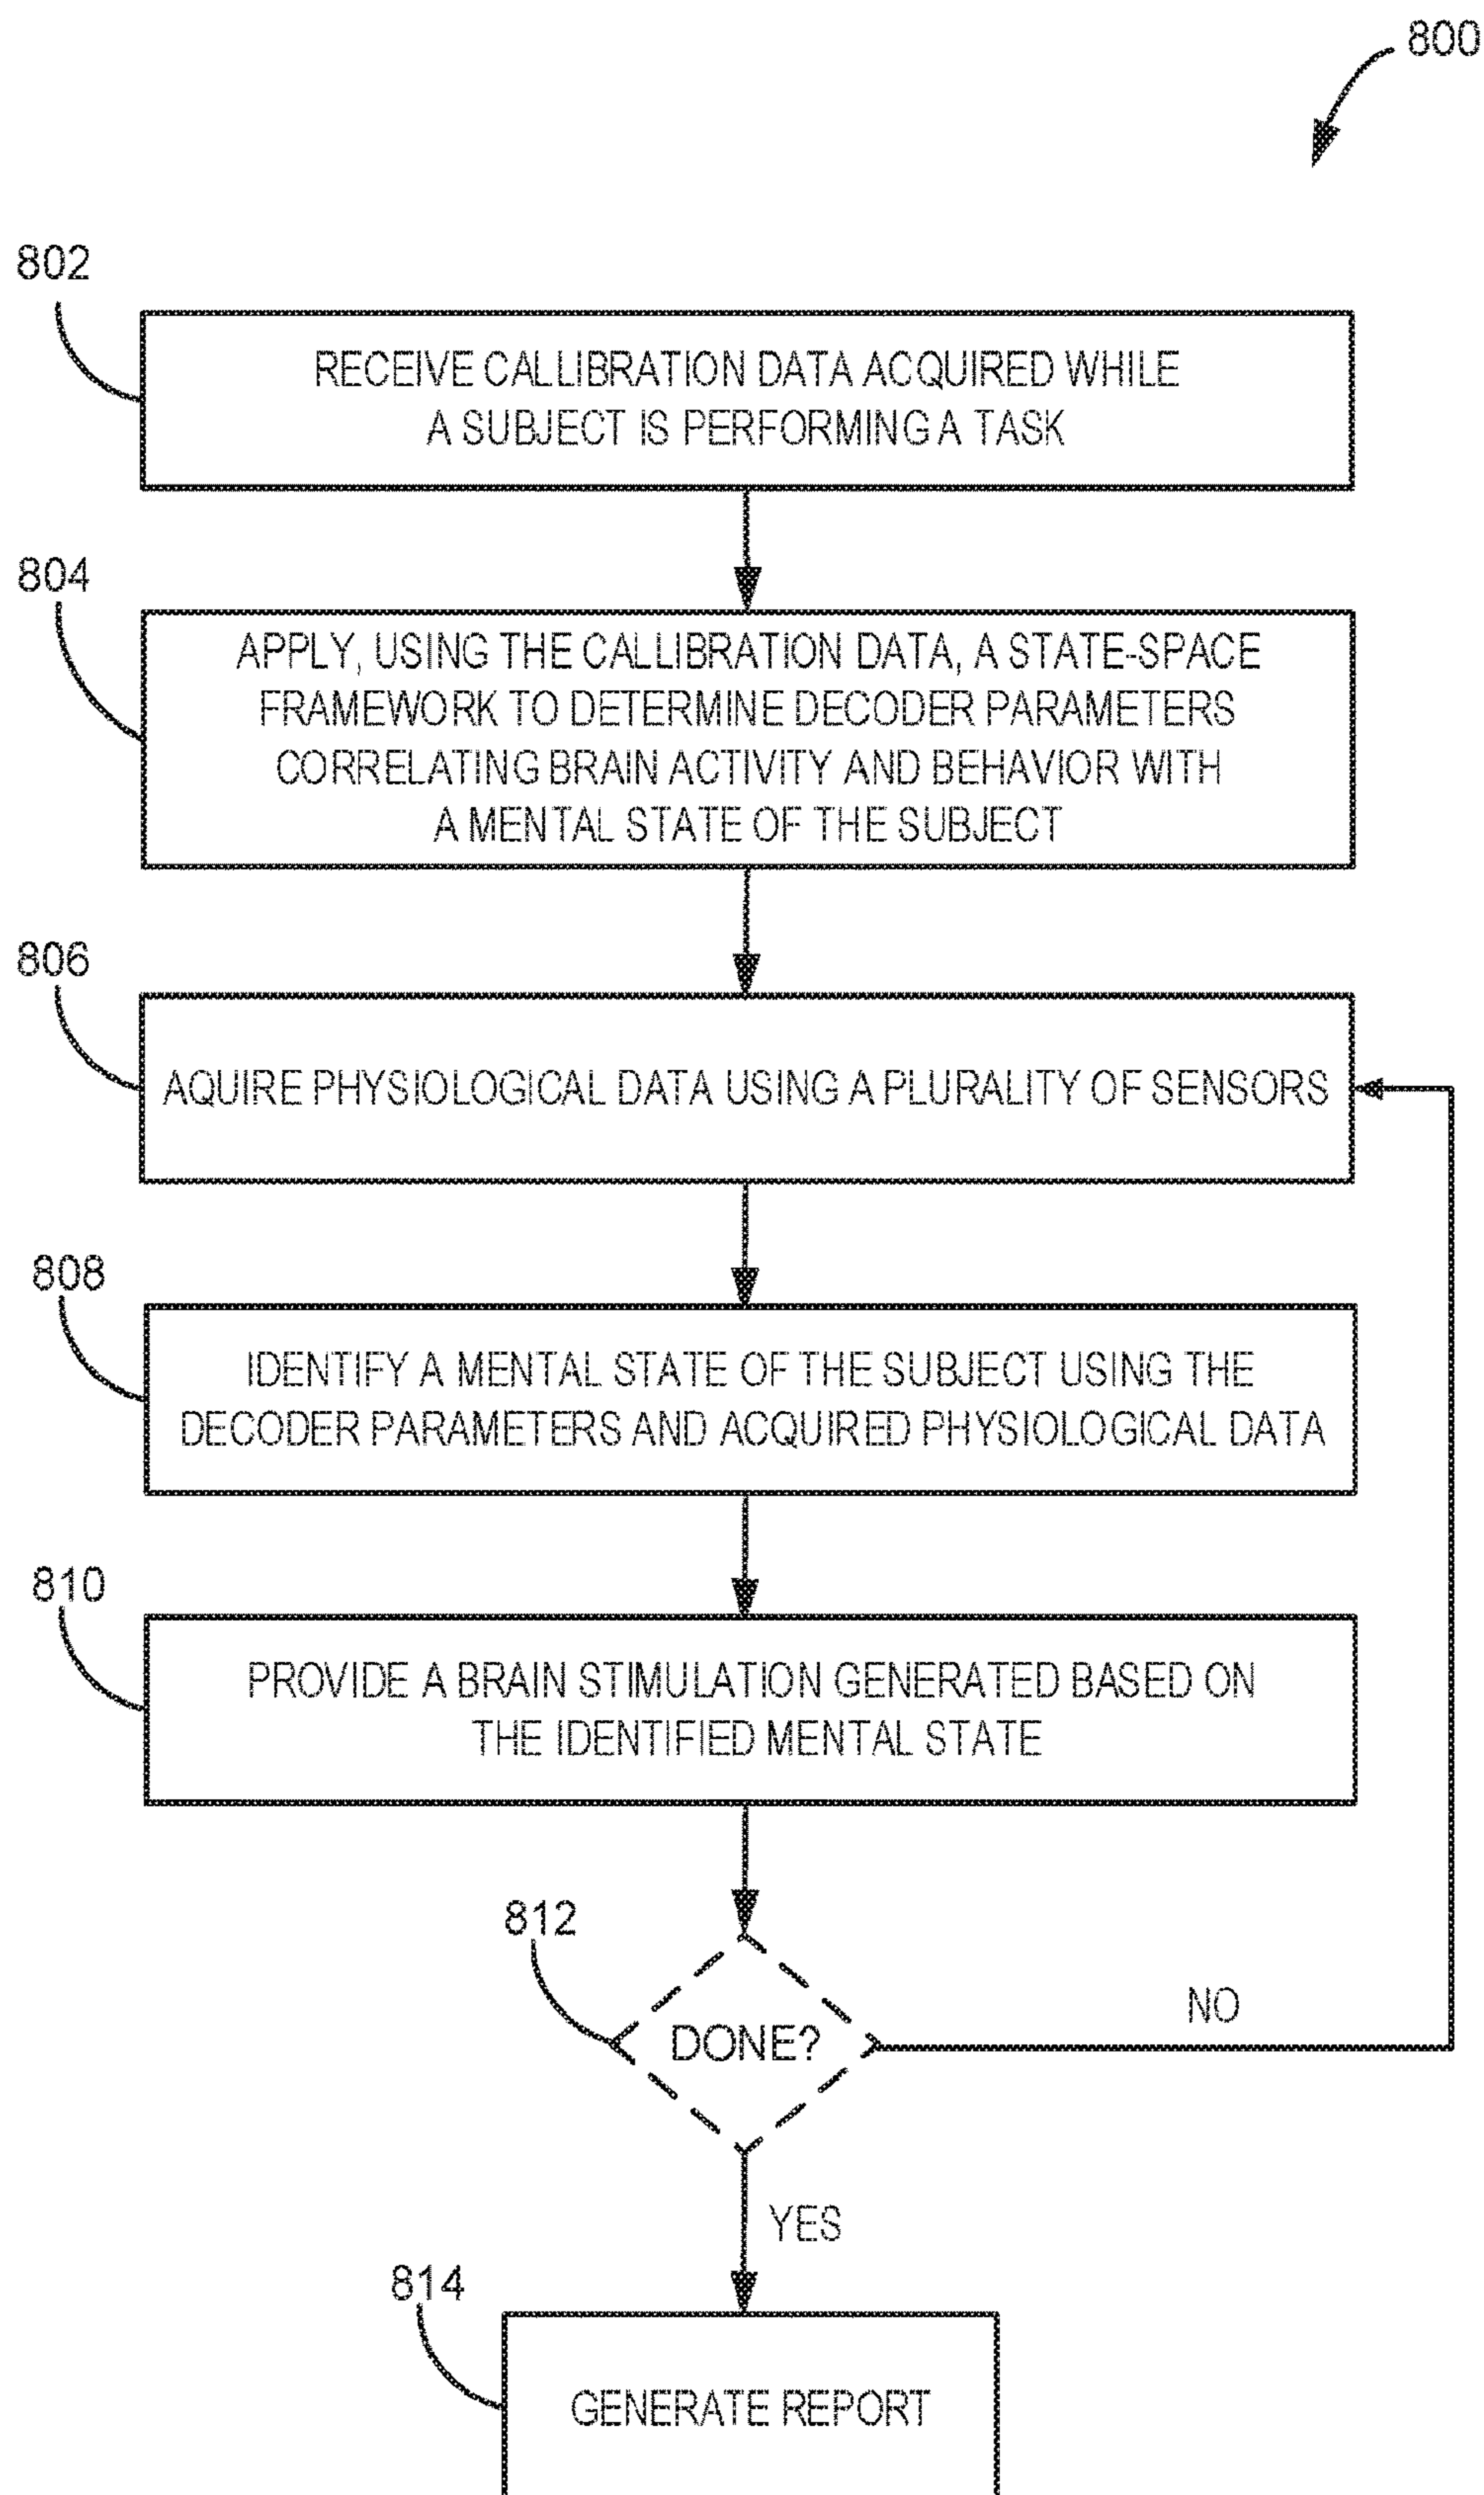 800
802
RECEIVE CALLIBRATION DATA ACQUIRED WHILE
A SUBJECT IS PERFORMING A TASK
804
APPLY, USING THE CALLIBRATION DATA, A STATE-SPACE
FRAMEWORK TO DETERMINE DECODER PARAMETERS
CORRELATING BRAIN ACTIVITY AND BEHAVIOR WITH
A MENTAL STATE OF THE SUBJECT
806
AQUIRE PHYSIOLOGICAL DATA USING A PLURALITY OF SENSORS
808
IDENTIFY A MENTAL STATE OF THE SUBJECT USING THE
DECODER PARAMETERS AND ACQUIRED PHYSIOLOGICAL DATA
810
PROVIDE A BRAIN STIMULATION GENERATED BASED ON
THE IDENTIFIED MENTAL STATE
812
DONE?
NO
YES
814
GENERATE REPORT